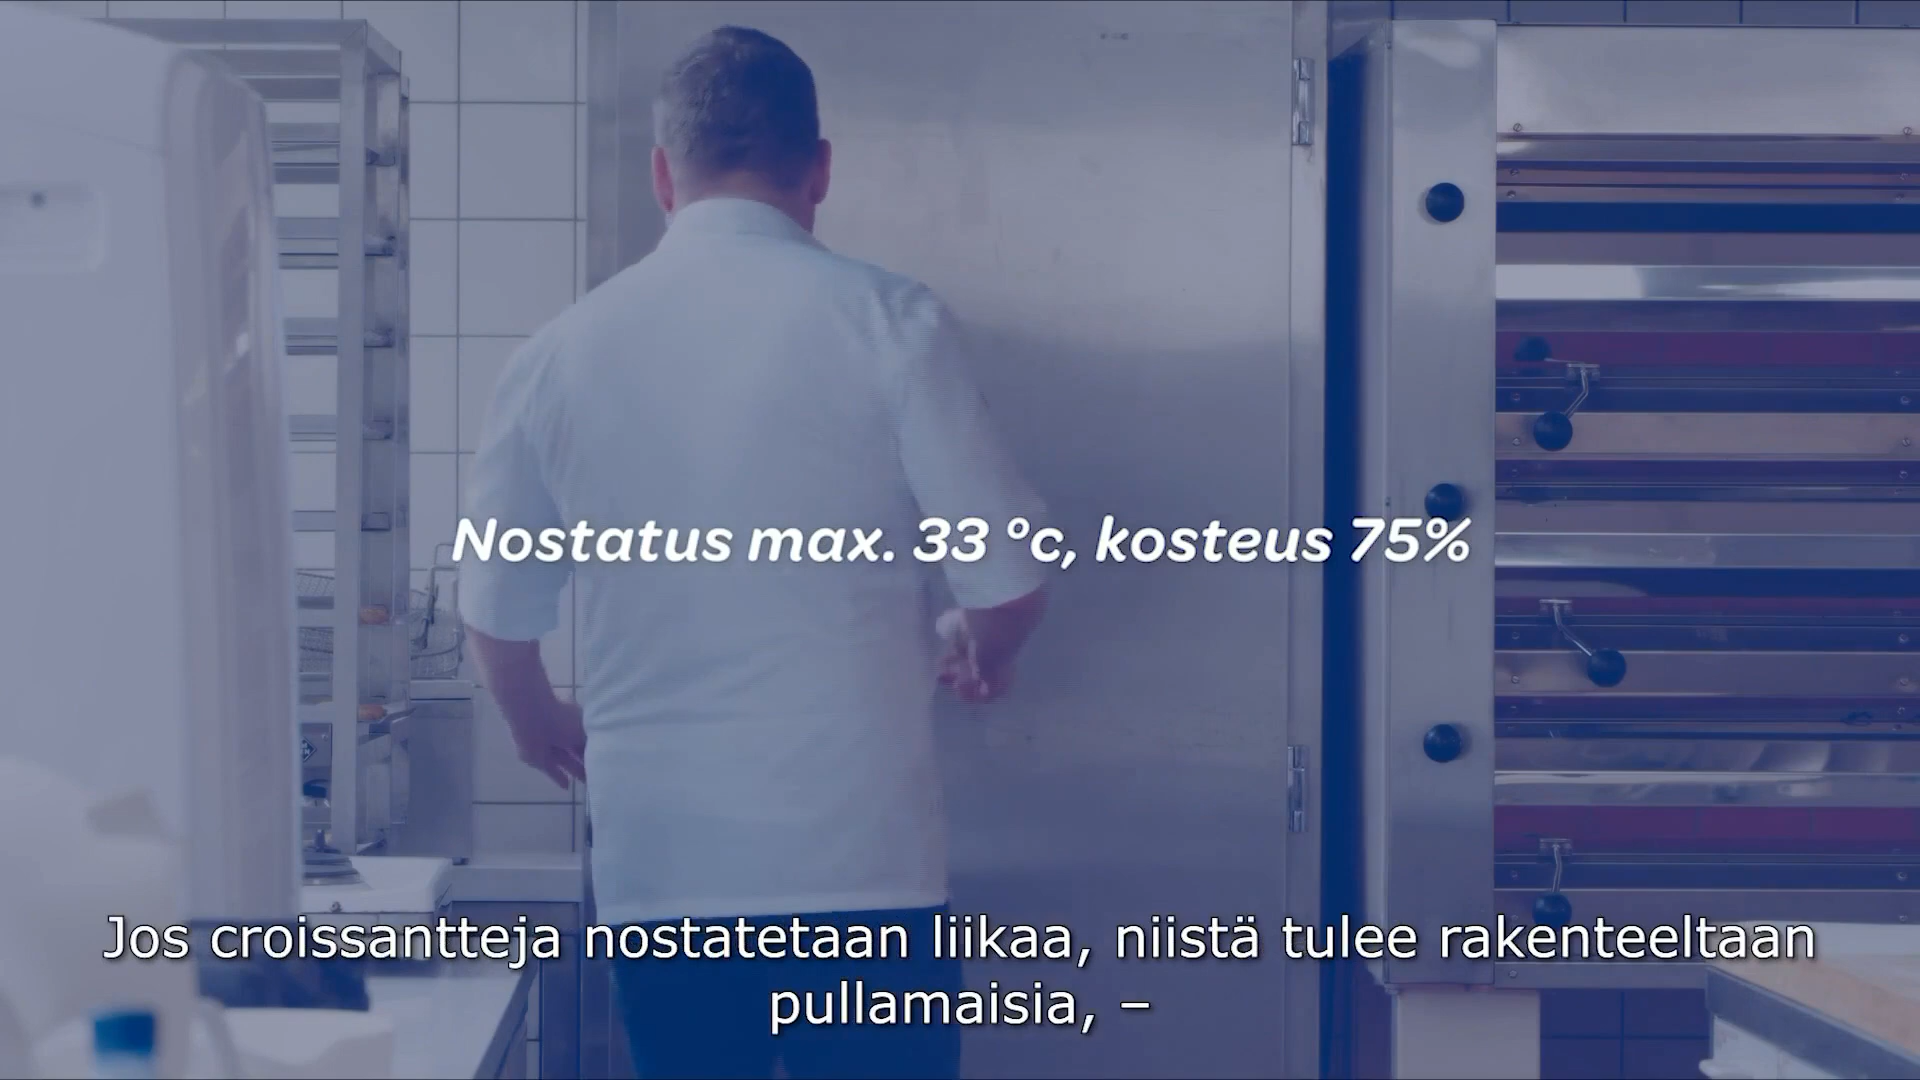 Nostatus max. 33 °c, kosteus 75%
Jos croissantteja nostatetaan liikaa, niistä tulee rakenteeltaan
pullamaisia, –